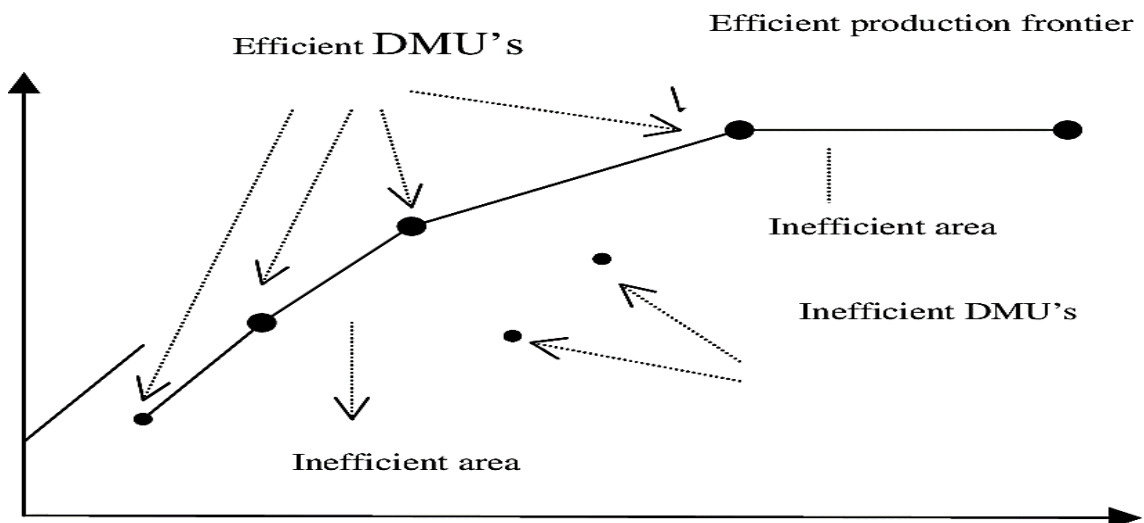 Efficient production frontier
Efficient DMU's
Inefficient area
Inefficient DMU's
Inefficient area